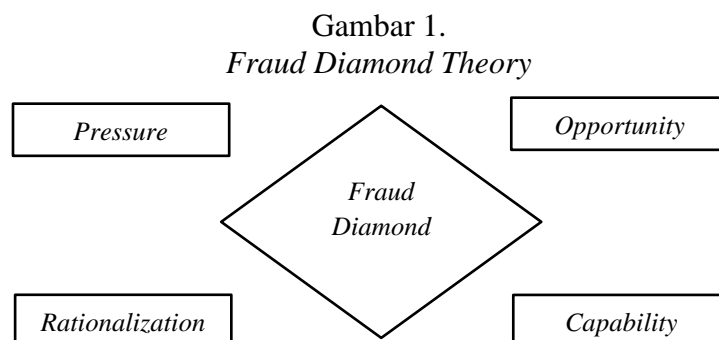 Gambar 1.
Fraud Diamond Theory
Pressure
Opportunity
Fraud
Diamond
Rationalization
Capability